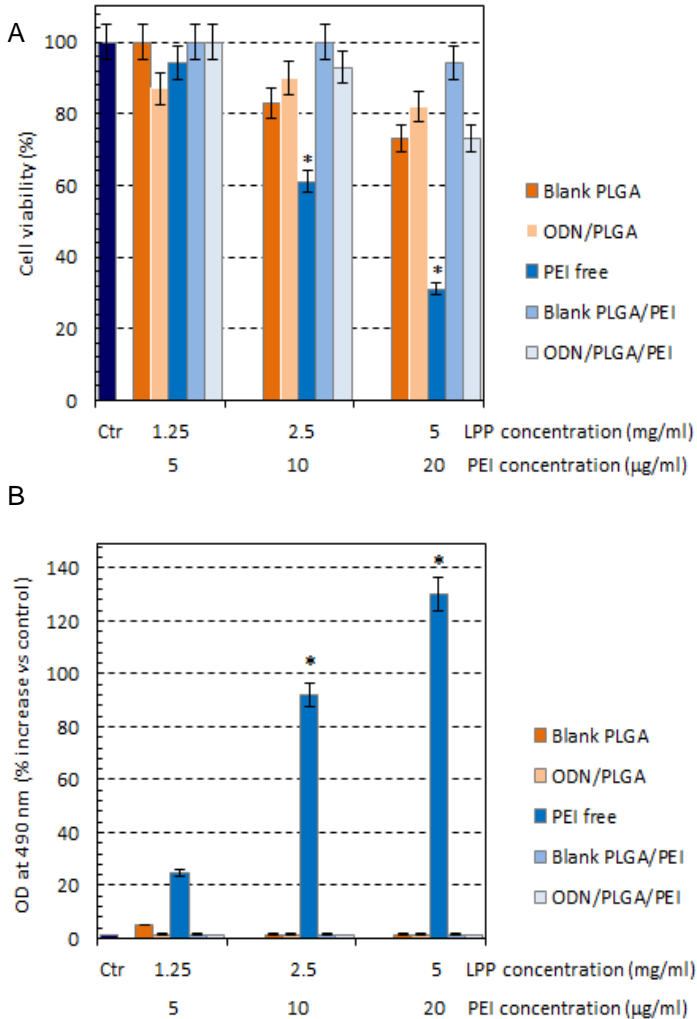 A
100
80
60
40
20
0
Cell viability (%)
*
*
Blank PLGA
ODN/PLGA
PEI free
Blank PLGA/PEI
ODN/PLGA/PEI
Ctr 1.25 2.5 5 LPP concentration (mg/ml)
5 10 20 PEI concentration (µg/ml)
B
140
120
100
80
60
40
20
0
OD at 490 nm (% increase vs control)
*
*
Blank PLGA
ODN/PLGA
PEI free
Blank PLGA/PEI
ODN/PLGA/PEI
Ctr 1.25 2.5 5 LPP concentration (mg/ml)
5 10 20 PEI concentration (µg/ml)